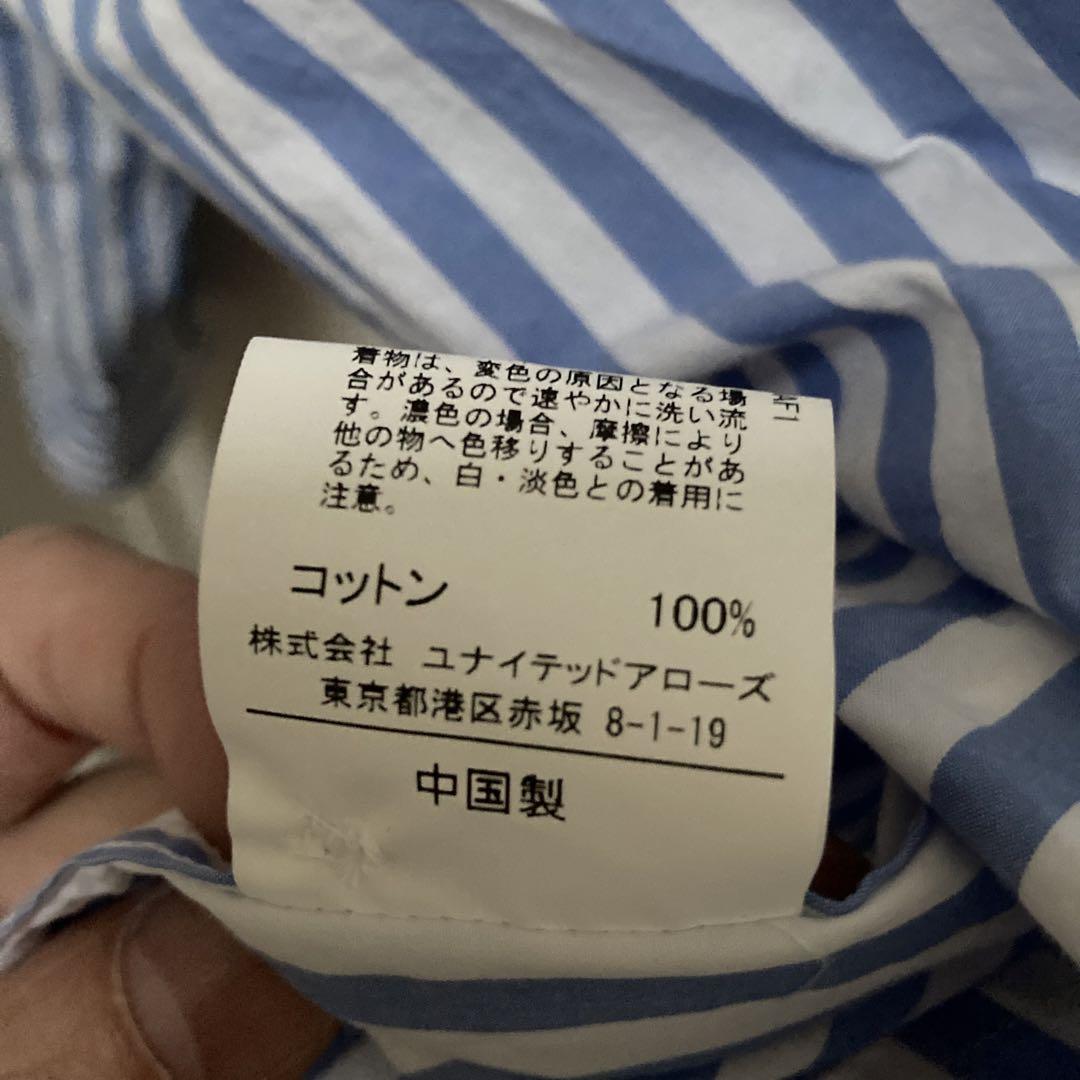 着物は、変色の原因となる場
合があるので速やかに洗い流
す。濃色の場合、摩擦により
他の物へ色移りすることがあ
るため、白・淡色との着用に
注意。
コットン 100%
株式会社 ユナイテッドアローズ
東京都港区赤坂 8-1-19
中国製